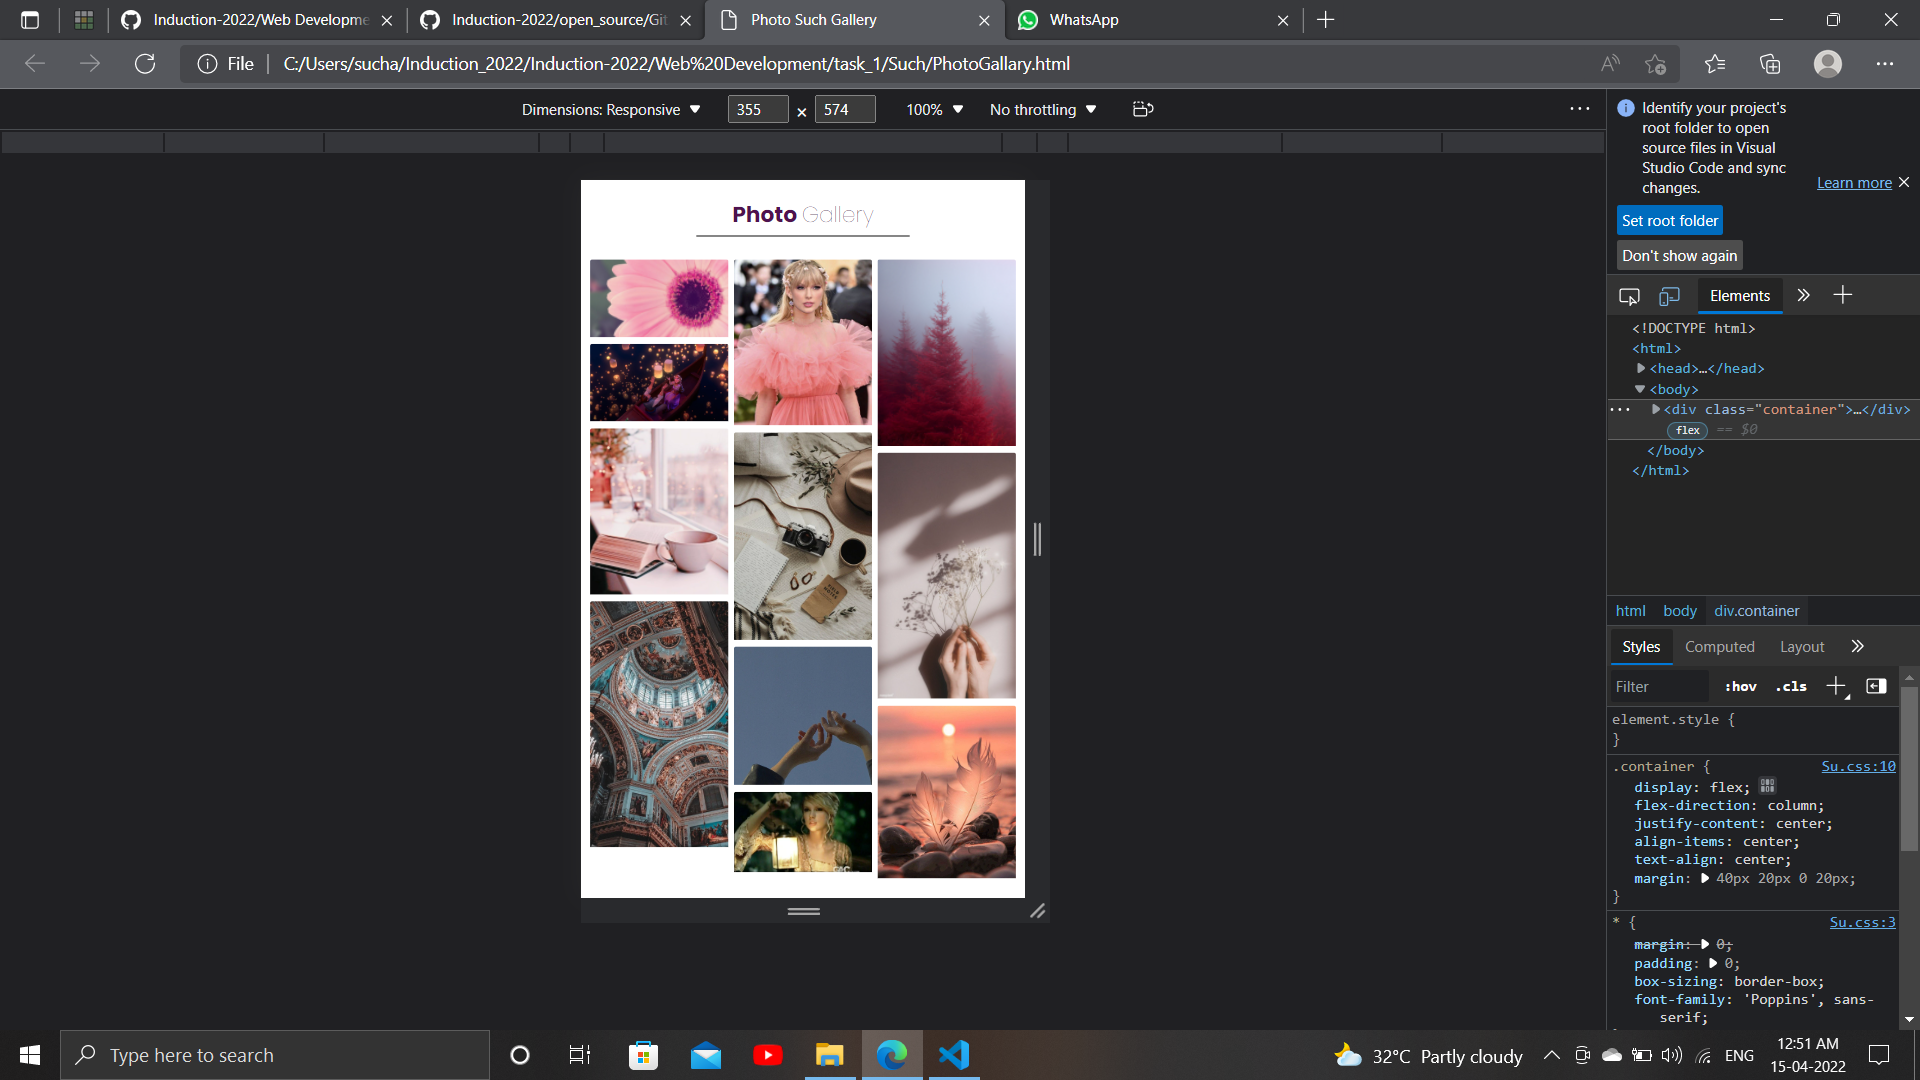 Induction-2022/Web Developme
Induction-2022/open_source/Git
Photo Such Gallery
WhatsApp
File
C:/Users/sucha/Induction_2022/Induction-2022/Web%20Development/task_1/Such/PhotoGallary.html
Dimensions: Responsive
355 × 574
100%
No throttling
Photo Gallery
Identify your project's
root folder to open
source files in Visual
Studio Code and sync
changes.
Learn more
Set root folder
Don't show again
Elements
<!DOCTYPE html>
<html>
<head>…</head>
<body>
<div class="container">…</div>
flex == $0
</body>
</html>
html body div.container
Styles Computed Layout
Filter :hov .cls
element.style {
}
.container { Su.css:10
display: flex;
flex-direction: column;
justify-content: center;
align-items: center;
text-align: center;
margin: 40px 20px 0 20px;
}
* { Su.css:3
margin: 0;
padding: 0;
box-sizing: border-box;
font-family: 'Poppins', sans-
serif;
Type here to search
32°C Partly cloudy
ENG
12:51 AM
15-04-2022